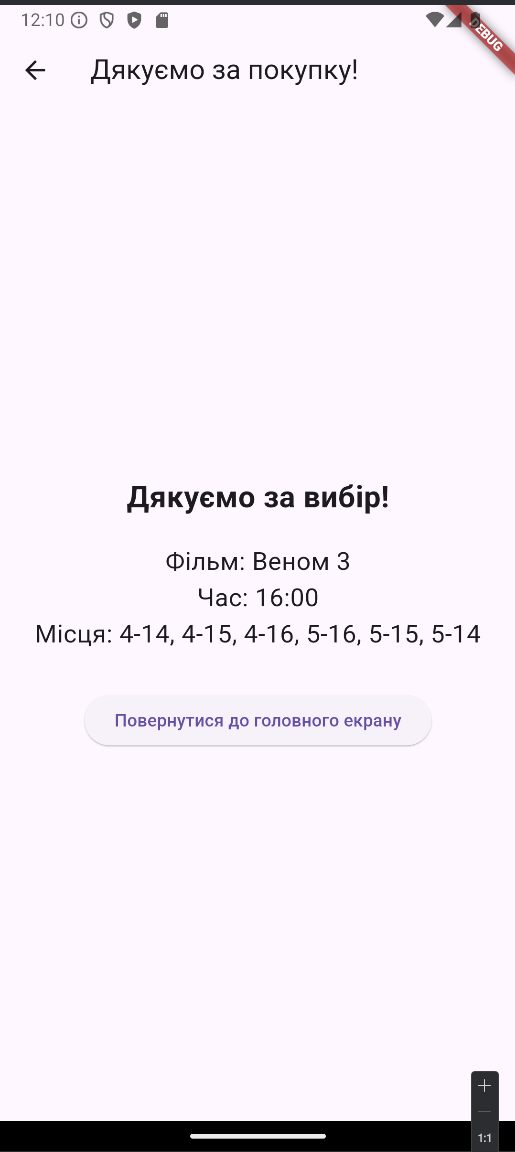 12:10
DEBUG
Дякуємо за покупку!
Дякуємо за вибір!
Фільм: Веном 3
Час: 16:00
Місця: 4-14, 4-15, 4-16, 5-16, 5-15, 5-14
Повернутися до головного екрану
1:1